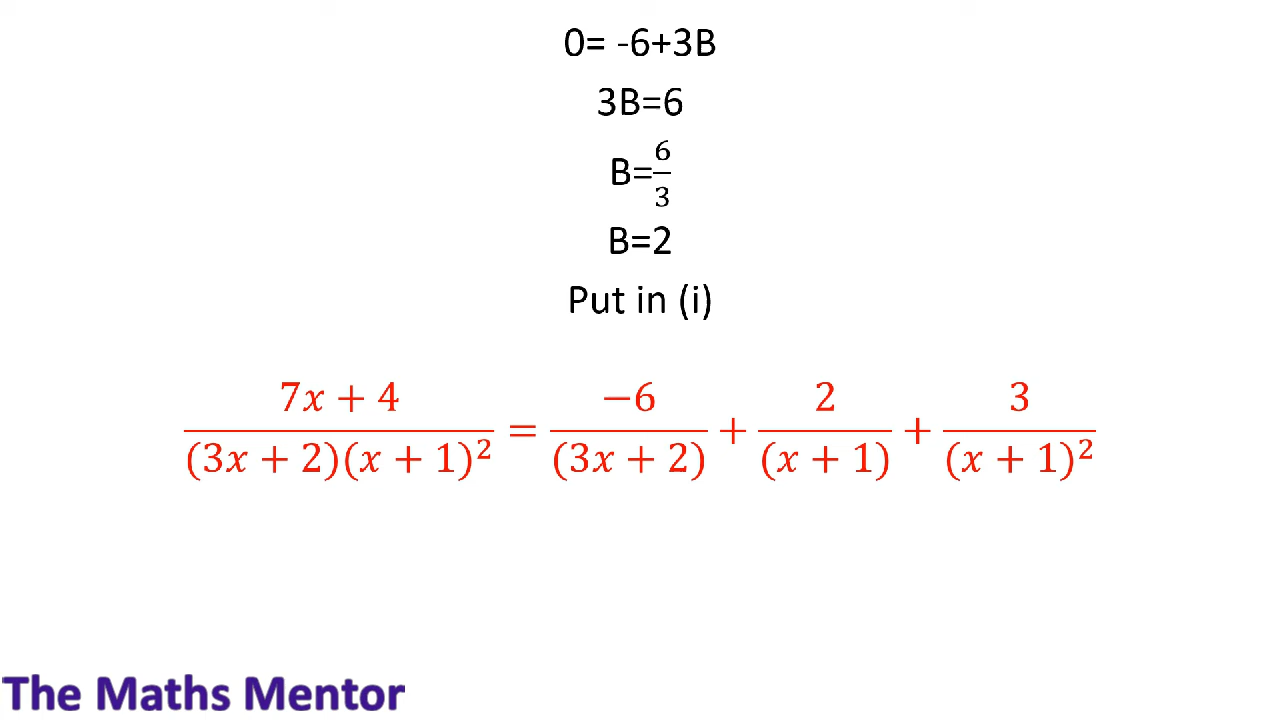 0= -6+3B
3B=6
B=6/3
B=2
Put in (i)
(7x + 4)/((3x + 2)(x + 1)²) = (−6)/((3x + 2)) + 2/((x + 1)) + 3/((x + 1)²)
The Maths Mentor